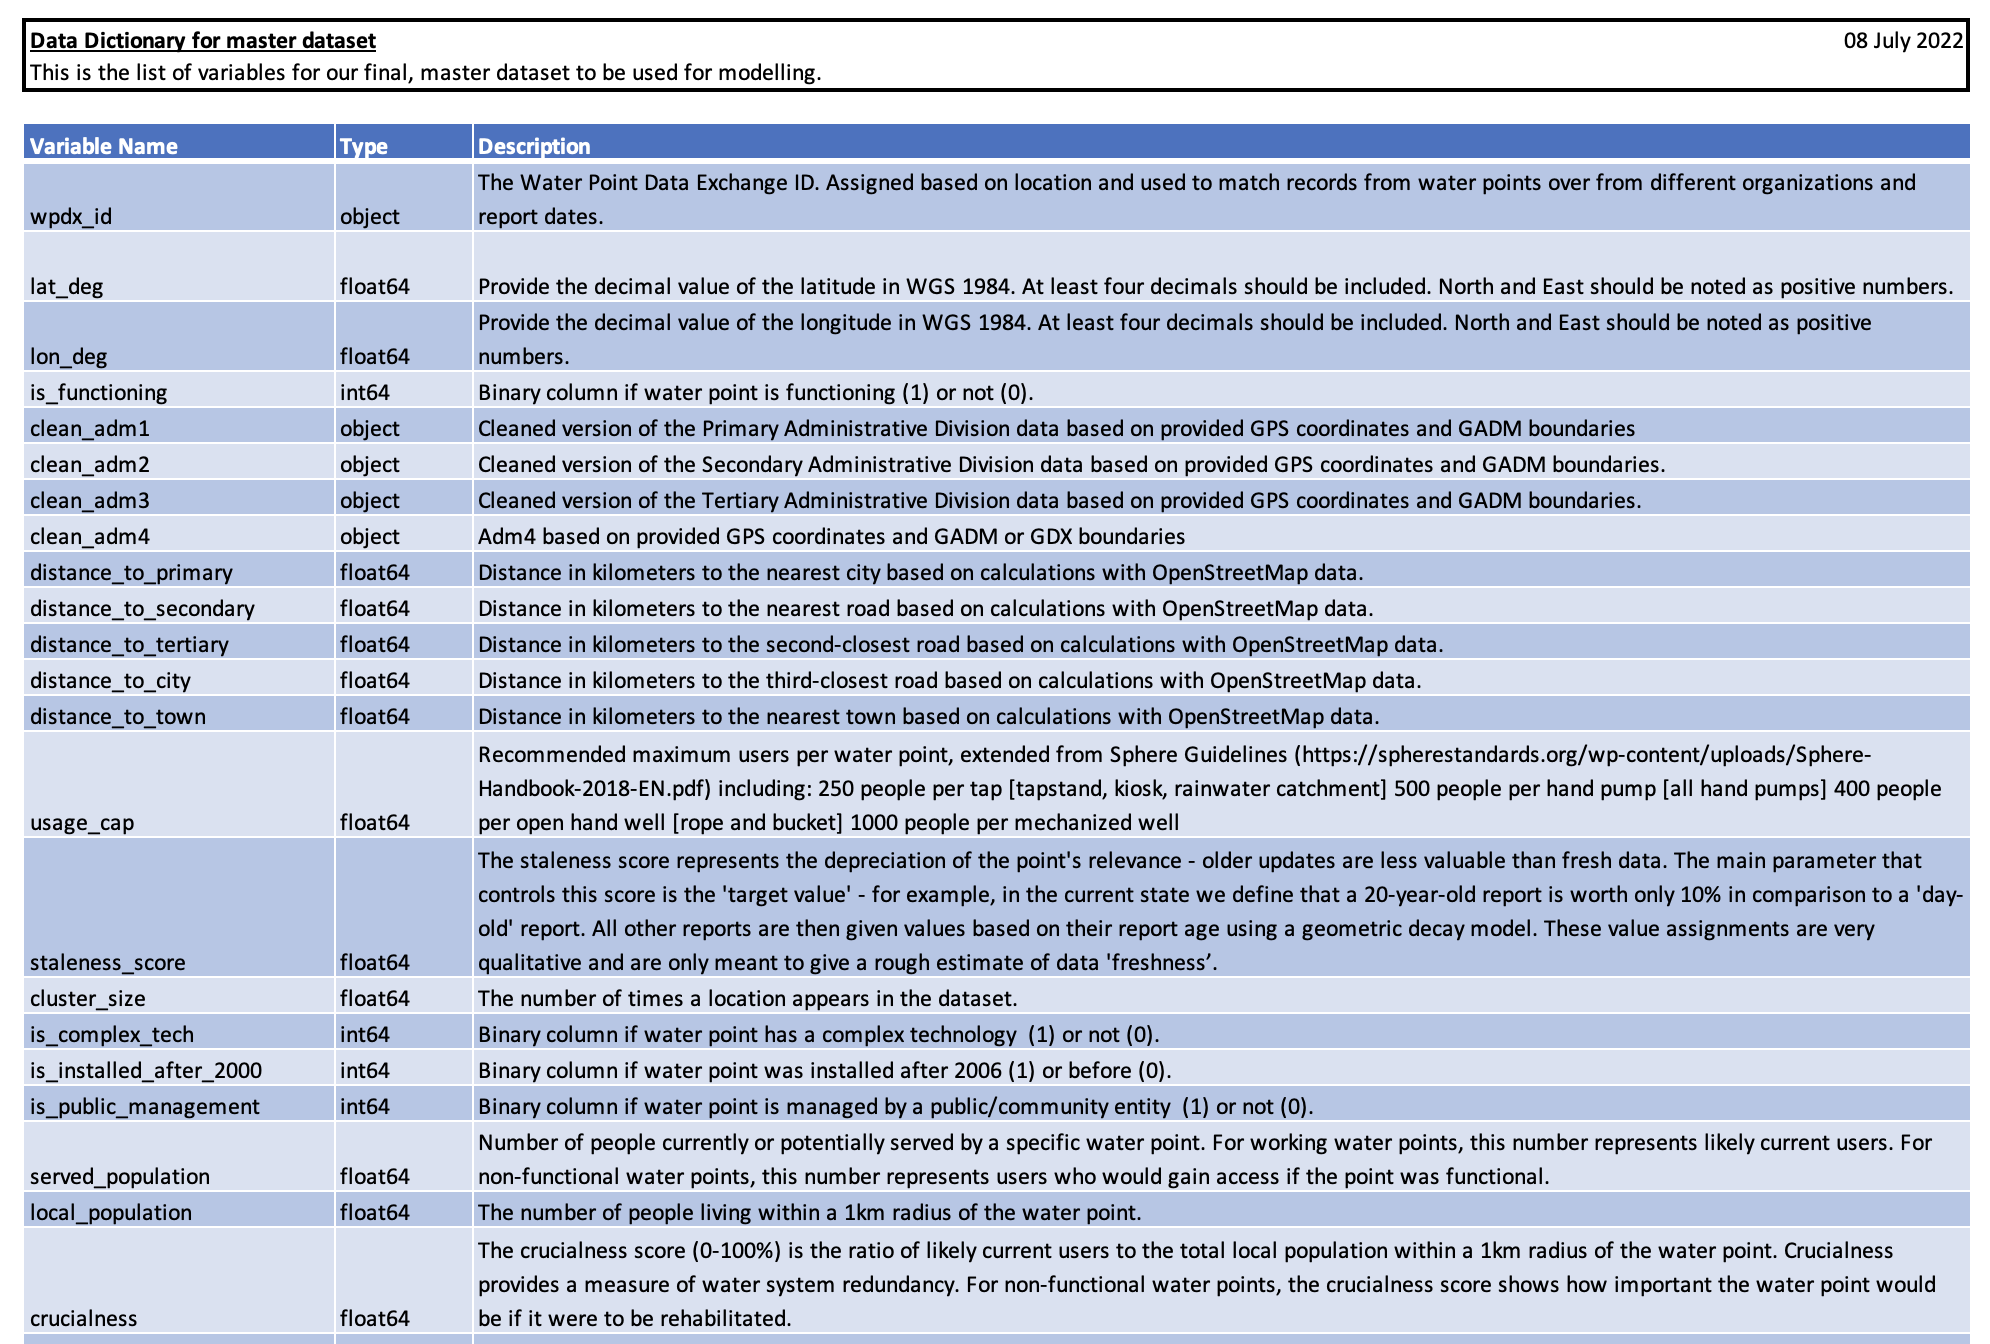 Data Dictionary for master dataset 08 July 2022
This is the list of variables for our final, master dataset to be used for modelling.
Variable Name Type Description
The Water Point Data Exchange ID. Assigned based on location and used to match records from water points over from different organizations and
wpdx_id object report dates.
lat_deg float64 Provide the decimal value of the latitude in WGS 1984. At least four decimals should be included. North and East should be noted as positive numbers.
Provide the decimal value of the longitude in WGS 1984. At least four decimals should be included. North and East should be noted as positive
lon_deg float64 numbers.
is_functioning int64 Binary column if water point is functioning (1) or not (0).
clean_adm1 object Cleaned version of the Primary Administrative Division data based on provided GPS coordinates and GADM boundaries
clean_adm2 object Cleaned version of the Secondary Administrative Division data based on provided GPS coordinates and GADM boundaries.
clean_adm3 object Cleaned version of the Tertiary Administrative Division data based on provided GPS coordinates and GADM boundaries.
clean_adm4 object Adm4 based on provided GPS coordinates and GADM or GDX boundaries
distance_to_primary float64 Distance in kilometers to the nearest city based on calculations with OpenStreetMap data.
distance_to_secondary float64 Distance in kilometers to the nearest road based on calculations with OpenStreetMap data.
distance_to_tertiary float64 Distance in kilometers to the second-closest road based on calculations with OpenStreetMap data.
distance_to_city float64 Distance in kilometers to the third-closest road based on calculations with OpenStreetMap data.
distance_to_town float64 Distance in kilometers to the nearest town based on calculations with OpenStreetMap data.
Recommended maximum users per water point, extended from Sphere Guidelines (https://spherestandards.org/wp-content/uploads/Sphere-
Handbook-2018-EN.pdf) including: 250 people per tap [tapstand, kiosk, rainwater catchment] 500 people per hand pump [all hand pumps] 400 people
usage_cap float64 per open hand well [rope and bucket] 1000 people per mechanized well
The staleness score represents the depreciation of the point's relevance - older updates are less valuable than fresh data. The main parameter that
controls this score is the 'target value' - for example, in the current state we define that a 20-year-old report is worth only 10% in comparison to a 'day-
old' report. All other reports are then given values based on their report age using a geometric decay model. These value assignments are very
staleness_score float64 qualitative and are only meant to give a rough estimate of data 'freshness’.
cluster_size float64 The number of times a location appears in the dataset.
is_complex_tech int64 Binary column if water point has a complex technology  (1) or not (0).
is_installed_after_2000 int64 Binary column if water point was installed after 2006 (1) or before (0).
is_public_management int64 Binary column if water point is managed by a public/community entity  (1) or not (0).
Number of people currently or potentially served by a specific water point. For working water points, this number represents likely current users. For
served_population float64 non-functional water points, this number represents users who would gain access if the point was functional.
local_population float64 The number of people living within a 1km radius of the water point.
The crucialness score (0-100%) is the ratio of likely current users to the total local population within a 1km radius of the water point. Crucialness
provides a measure of water system redundancy. For non-functional water points, the crucialness score shows how important the water point would
crucialness float64 be if it were to be rehabilitated.